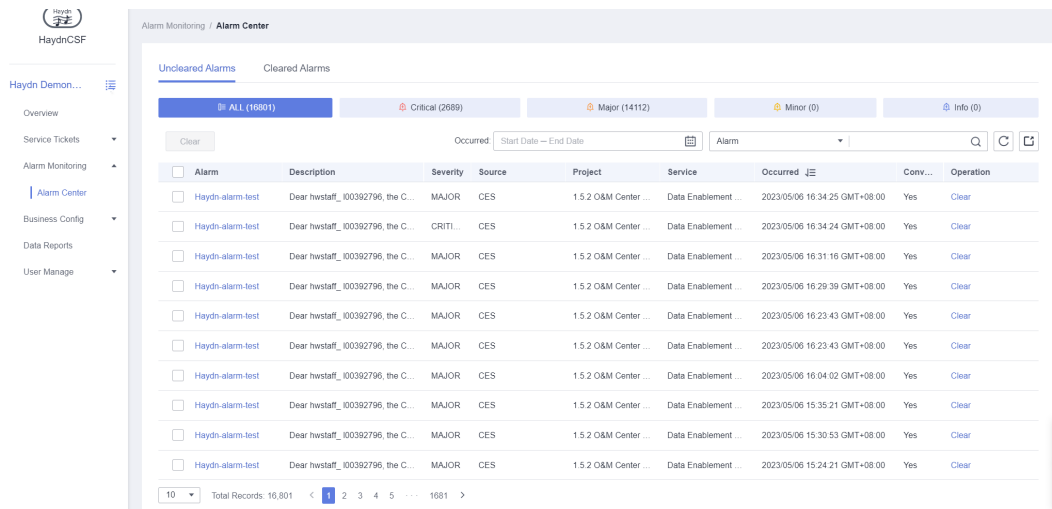 Haydn
HaydnCSF
Haydn Demon...
Overview
Service Tickets
Alarm Monitoring
Alarm Center
Business Config
Data Reports
User Manage
Alarm Monitoring / Alarm Center
Uncleared Alarms Cleared Alarms
ALL (16801) Critical (2689) Major (14112) Minor (0) Info (0)
Clear Occurred: Start Date — End Date Alarm
Alarm Description Severity Source Project Service Occurred Conv... Operation
Haydn-alarm-test Dear hwstaff_ l00392796, the C... MAJOR CES 1.5.2 O&M Center ... Data Enablement ... 2023/05/06 16:34:25 GMT+08:00 Yes Clear
Haydn-alarm-test Dear hwstaff_ l00392796, the C... CRITI... CES 1.5.2 O&M Center ... Data Enablement ... 2023/05/06 16:34:24 GMT+08:00 Yes Clear
Haydn-alarm-test Dear hwstaff_ l00392796, the C... MAJOR CES 1.5.2 O&M Center ... Data Enablement ... 2023/05/06 16:31:16 GMT+08:00 Yes Clear
Haydn-alarm-test Dear hwstaff_ l00392796, the C... MAJOR CES 1.5.2 O&M Center ... Data Enablement ... 2023/05/06 16:29:39 GMT+08:00 Yes Clear
Haydn-alarm-test Dear hwstaff_ l00392796, the C... MAJOR CES 1.5.2 O&M Center ... Data Enablement ... 2023/05/06 16:23:43 GMT+08:00 Yes Clear
Haydn-alarm-test Dear hwstaff_ l00392796, the C... MAJOR CES 1.5.2 O&M Center ... Data Enablement ... 2023/05/06 16:23:43 GMT+08:00 Yes Clear
Haydn-alarm-test Dear hwstaff_ l00392796, the C... MAJOR CES 1.5.2 O&M Center ... Data Enablement ... 2023/05/06 16:04:02 GMT+08:00 Yes Clear
Haydn-alarm-test Dear hwstaff_ l00392796, the C... MAJOR CES 1.5.2 O&M Center ... Data Enablement ... 2023/05/06 15:35:21 GMT+08:00 Yes Clear
Haydn-alarm-test Dear hwstaff_ l00392796, the C... MAJOR CES 1.5.2 O&M Center ... Data Enablement ... 2023/05/06 15:30:53 GMT+08:00 Yes Clear
Haydn-alarm-test Dear hwstaff_ l00392796, the C... MAJOR CES 1.5.2 O&M Center ... Data Enablement ... 2023/05/06 15:24:21 GMT+08:00 Yes Clear
10 Total Records: 16,801 < 1 2 3 4 5 ··· 1681 >